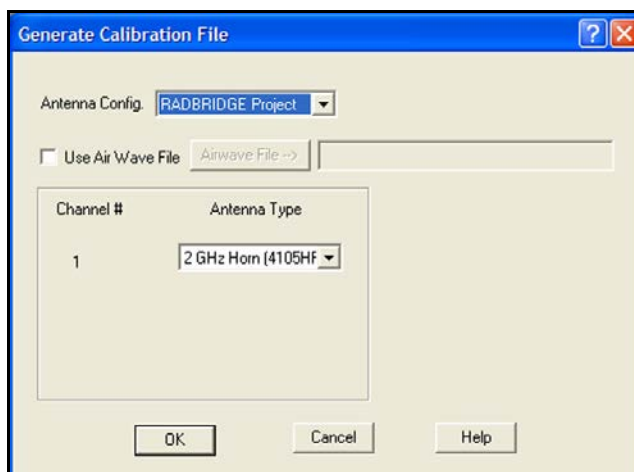 Generate Calibration File
Antenna Config. RADBRIDGE Project
Use Air Wave File Airwave File -->
Channel # Antenna Type
1 2 GHz Horn (4105HF
OK Cancel Help